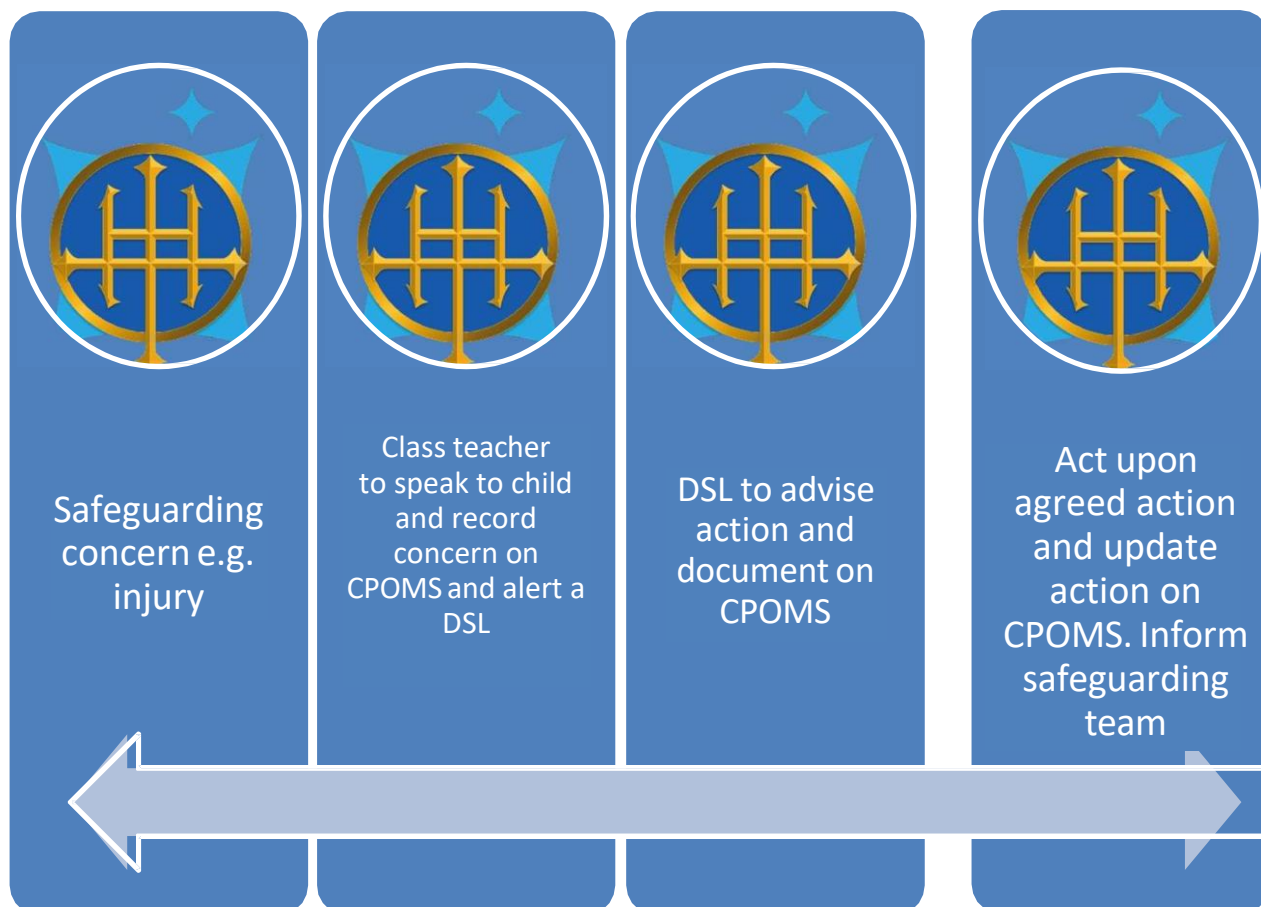 Safeguarding
concern e.g.
injury
Class teacher
to speak to child
and record
concern on
CPOMS and alert a
DSL
DSL to advise
action and
document on
CPOMS
Act upon
agreed action
and update
action on
CPOMS. Inform
safeguarding
team